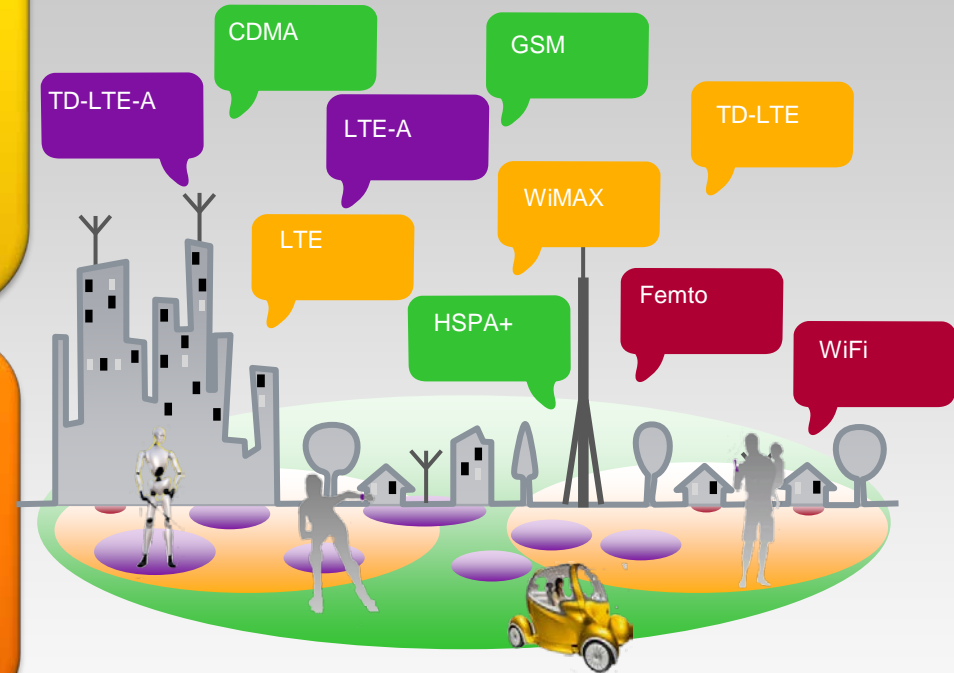 CDMA
GSM
TD-LTE-A
LTE-A
TD-LTE
WiMAX
LTE
Femto
HSPA+
WiFi